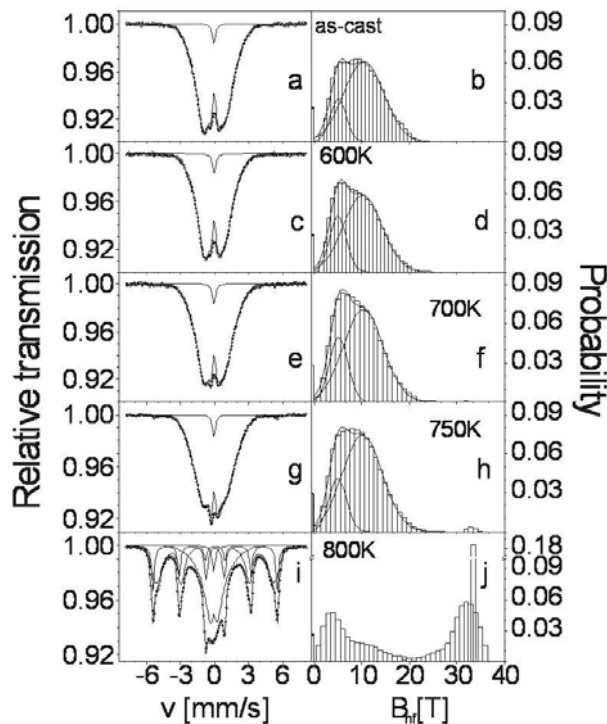 1.00 as-cast 0.09
0.96 0.06
a b 0.03
0.92
1.00 600K 0.09
0.96 0.06
c d 0.03
0.92
1.00 0.09
700K
0.96 0.06
e f 0.03
0.92
1.00 0.09
750K
0.96 0.06
g h 0.03
0.92
1.00 800K 0.18
0.09
i j
0.96 0.06
0.03
0.92
-6 -3 0 3 6 0 10 20 30 40
v [mm/s] Bhf[T]
Relative transmission
Probability